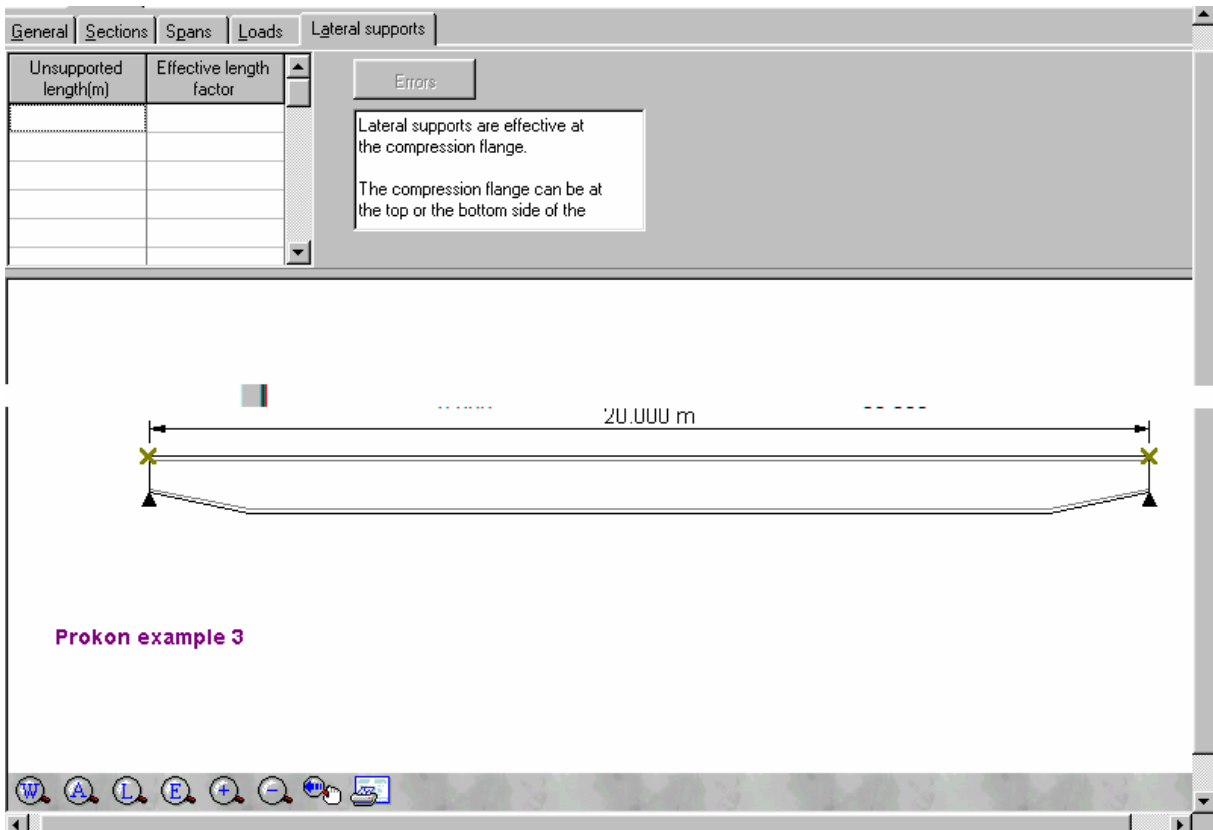 General Sections Spans Loads Lateral supports
Unsupported length(m) Effective length factor
Errors
Lateral supports are effective at
the compression flange.
The compression flange can be at
the top or the bottom side of the
20.000 m
Prokon example 3
W A L E + -